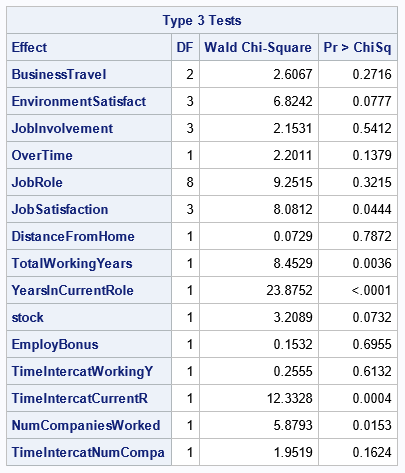 Type 3 Tests
Effect DF Wald Chi-Square Pr > ChiSq
BusinessTravel 2 2.6067 0.2716
EnvironmentSatisfact 3 6.8242 0.0777
JobInvolvement 3 2.1531 0.5412
OverTime 1 2.2011 0.1379
JobRole 8 9.2515 0.3215
JobSatisfaction 3 8.0812 0.0444
DistanceFromHome 1 0.0729 0.7872
TotalWorkingYears 1 8.4529 0.0036
YearsInCurrentRole 1 23.8752 <.0001
stock 1 3.2089 0.0732
EmployBonus 1 0.1532 0.6955
TimeIntercatWorkingY 1 0.2555 0.6132
TimeIntercatCurrentR 1 12.3328 0.0004
NumCompaniesWorked 1 5.8793 0.0153
TimeIntercatNumCompa 1 1.9519 0.1624